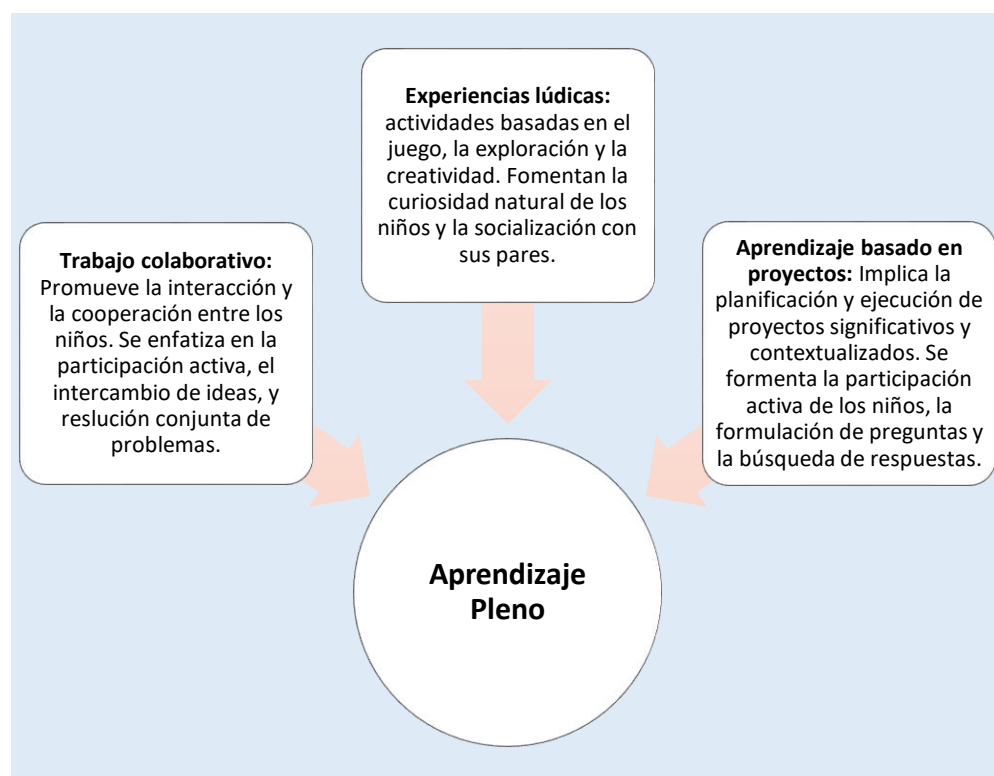 Experiencias lúdicas:
actividades basadas en el
juego, la exploración y la
creatividad. Fomentan la
curiosidad natural de los
niños y la socialización con
sus pares.
Trabajo colaborativo:
Promueve la interacción y
la cooperación entre los
niños. Se enfatiza en la
participación activa, el
intercambio de ideas, y
reslución conjunta de
problemas.
Aprendizaje basado en
proyectos: Implica la
planificación y ejecución de
proyectos significativos y
contextualizados. Se
formenta la participación
activa de los niños, la
formulación de preguntas y
la búsqueda de respuestas.
Aprendizaje
Pleno